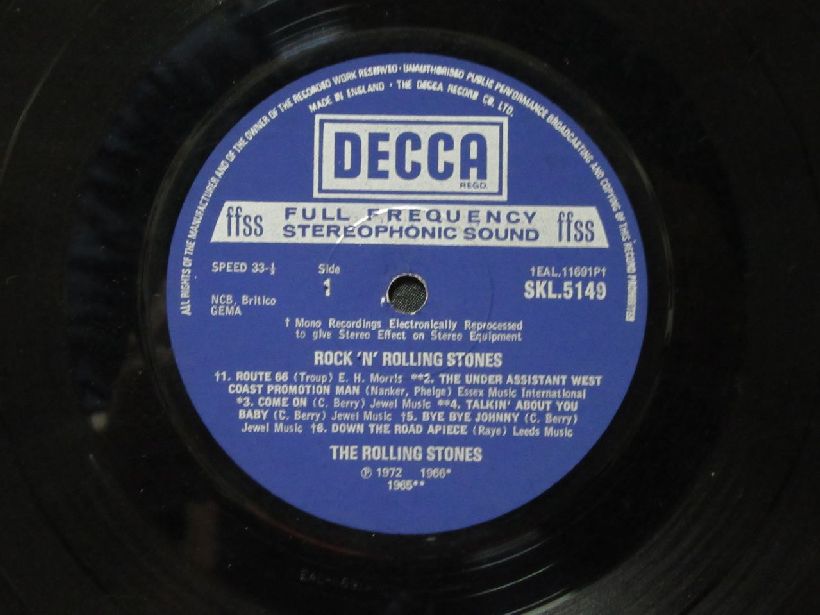 ALL RIGHTS OF THE MANUFACTURER AND OF THE OWNER OF THE RECORDED WORK RESERVED · UNAUTHORISED PUBLIC PERFORMANCE BROADCASTING AND COPYING OF THIS RECORD PROHIBITED
MADE IN ENGLAND · THE DECCA RECORD CO. LTD.
DECCA
REGD.
ffss FULL FREQUENCY STEREOPHONIC SOUND ffss
SPEED 33-⅓ Side †EAL.11691P†
1 SKL.5149
NCB, Britico
GEMA
† Mono Recordings Electronically Reprocessed
to give Stereo Effect on Stereo Equipment
ROCK 'N' ROLLING STONES
†1. ROUTE 66 (Troup) E. H. Morris **2. THE UNDER ASSISTANT WEST
COAST PROMOTION MAN (Nanker, Phelge) Essex Music International
*3. COME ON (C. Berry) Jewel Music **4. TALKIN' ABOUT YOU
BABY (C. Berry) Jewel Music †5. BYE BYE JOHNNY (C. Berry)
Jewel Music †6. DOWN THE ROAD APIECE (Raye) Leeds Music
THE ROLLING STONES
℗ 1972 1966*
1965**